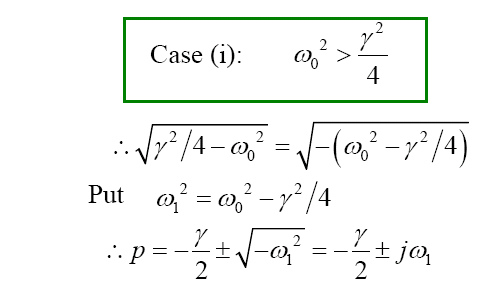 Case (i): ω₀² > γ²/4
∴ √(γ²/4 − ω₀²) = √(−(ω₀² − γ²/4))
Put ω₁² = ω₀² − γ²/4
∴ p = −γ/2 ± √(−ω₁²) = −γ/2 ± jω₁